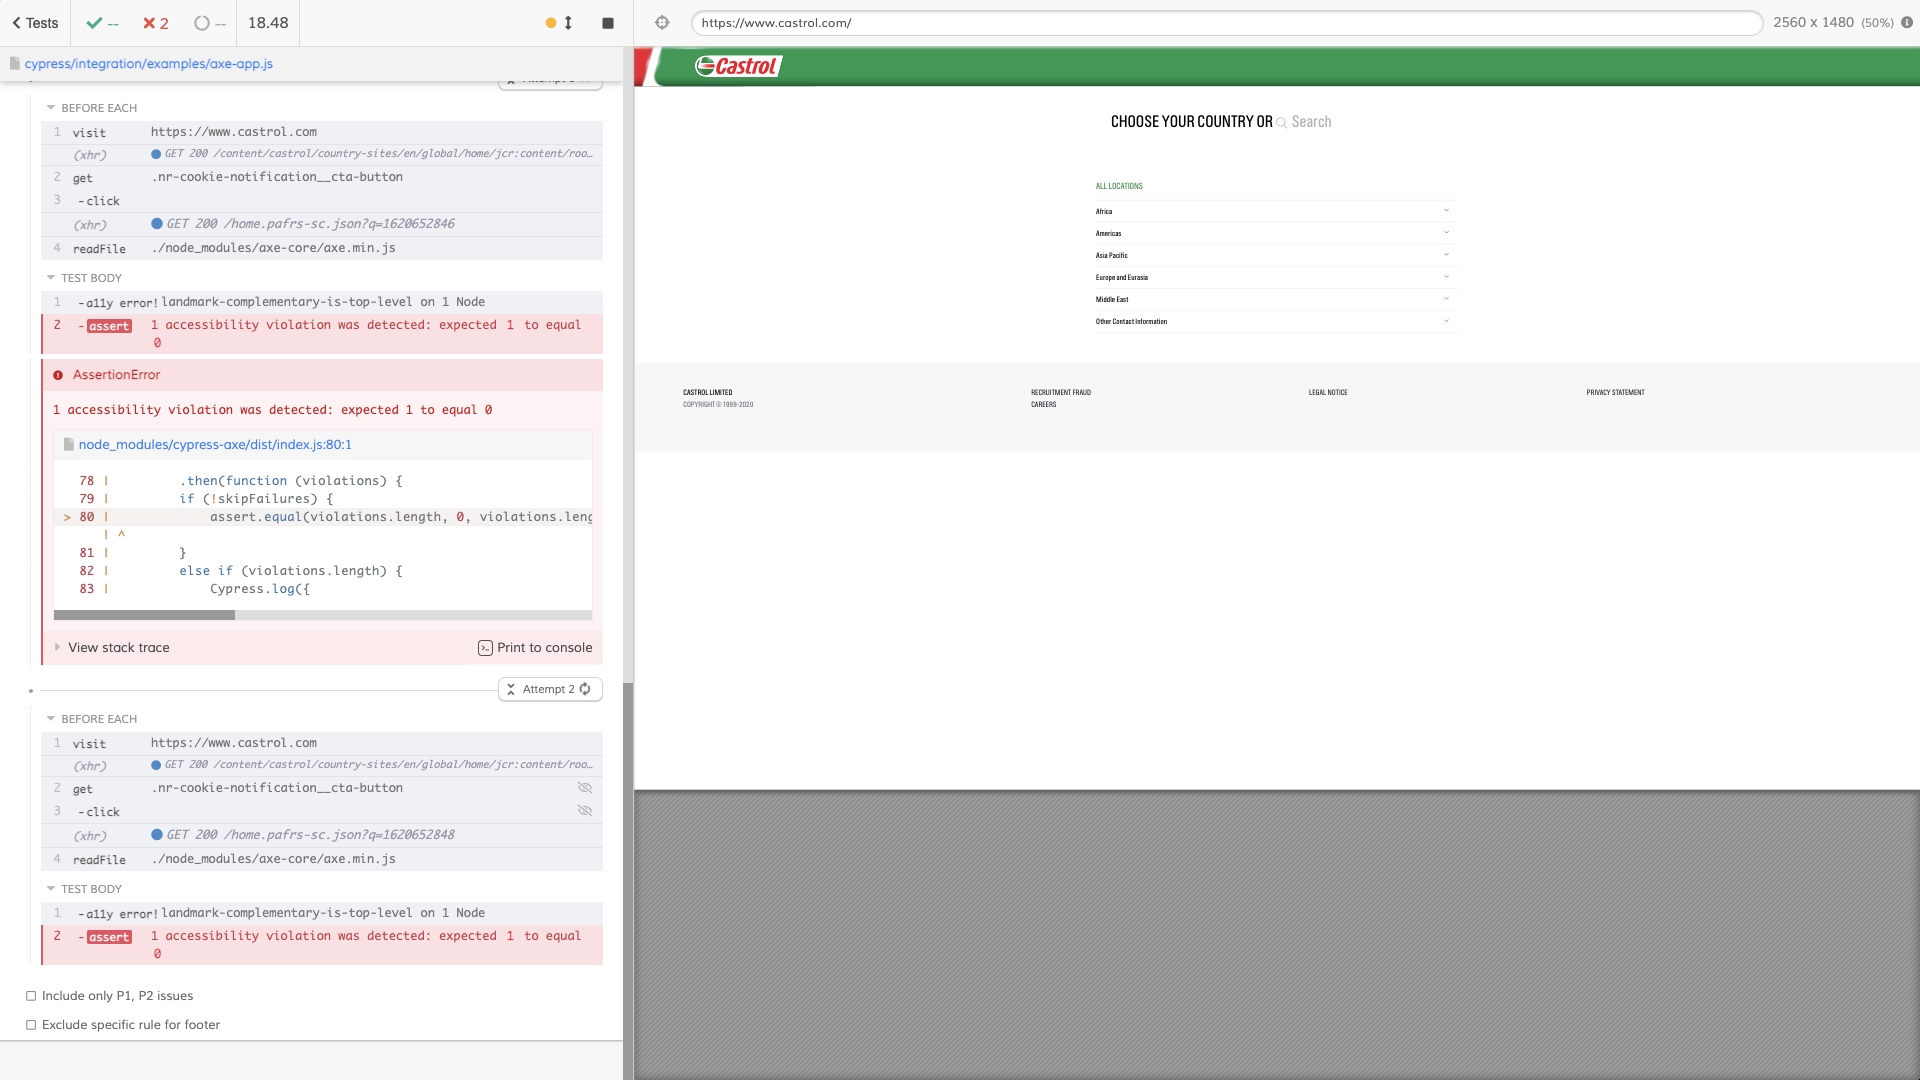 Tests
--
2
--
18.48
https://www.castrol.com/
2560 x 1480 (50%)
cypress/integration/examples/axe-app.js
BEFORE EACH
1 visit https://www.castrol.com
(xhr) GET 200 /content/castrol/country-sites/en/global/home/jcr:content/roo...
2 get .nr-cookie-notification__cta-button
3 -click
(xhr) GET 200 /home.pafrs-sc.json?q=1620652846
4 readFile ./node_modules/axe-core/axe.min.js
TEST BODY
1 -a11y error! landmark-complementary-is-top-level on 1 Node
2 -assert 1 accessibility violation was detected: expected 1 to equal
0
AssertionError
1 accessibility violation was detected: expected 1 to equal 0
node_modules/cypress-axe/dist/index.js:80:1
78 | .then(function (violations) {
79 | if (!skipFailures) {
> 80 | assert.equal(violations.length, 0, violations.leng
| ^
81 | }
82 | else if (violations.length) {
83 | Cypress.log({
View stack trace
Print to console
Attempt 2
BEFORE EACH
1 visit https://www.castrol.com
(xhr) GET 200 /content/castrol/country-sites/en/global/home/jcr:content/roo...
2 get .nr-cookie-notification__cta-button
3 -click
(xhr) GET 200 /home.pafrs-sc.json?q=1620652848
4 readFile ./node_modules/axe-core/axe.min.js
TEST BODY
1 -a11y error! landmark-complementary-is-top-level on 1 Node
2 -assert 1 accessibility violation was detected: expected 1 to equal
0
Include only P1, P2 issues
Exclude specific rule for footer
Castrol
CHOOSE YOUR COUNTRY OR Search
ALL LOCATIONS
Africa
Americas
Asia Pacific
Europe and Eurasia
Middle East
Other Contact Information
CASTROL LIMITED
COPYRIGHT © 1999-2020
RECRUITMENT FRAUD
CAREERS
LEGAL NOTICE
PRIVACY STATEMENT